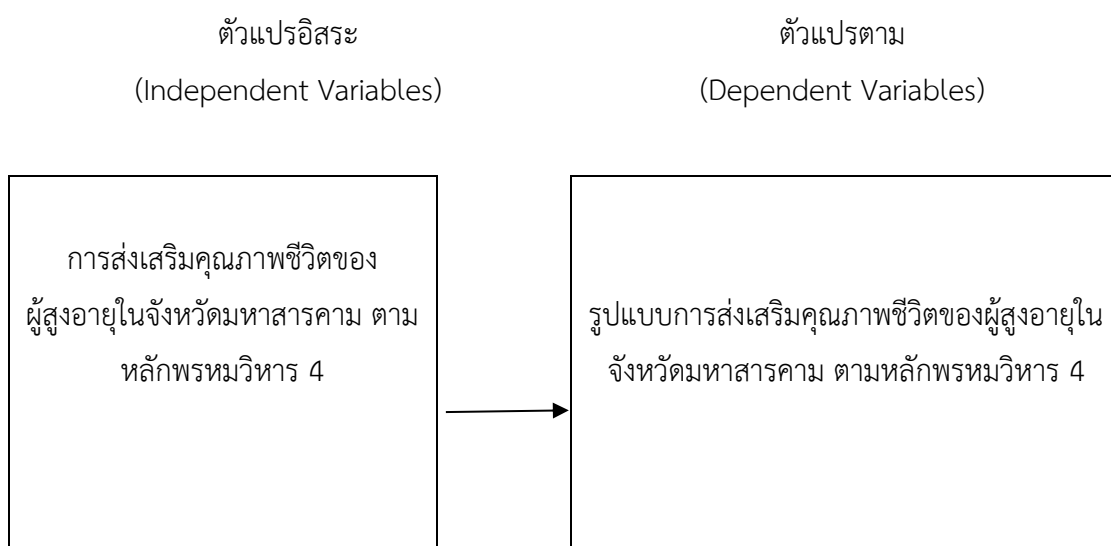 ตัวแปรอิสระ
(Independent Variables)
ตัวแปรตาม
(Dependent Variables)
การส่งเสริมคุณภาพชีวิตของ
ผู้สูงอายุในจังหวัดมหาสารคาม ตาม
หลักพรหมวิหาร 4
รูปแบบการส่งเสริมคุณภาพชีวิตของผู้สูงอายุใน
จังหวัดมหาสารคาม ตามหลักพรหมวิหาร 4